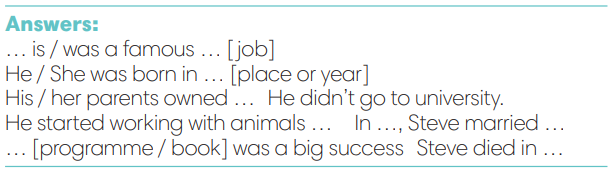 Answers:
… is / was a famous … [job]
He / She was born in … [place or year]
His / her parents owned … He didn’t go to university.
He started working with animals … In …, Steve married …
… [programme / book] was a big success Steve died in …